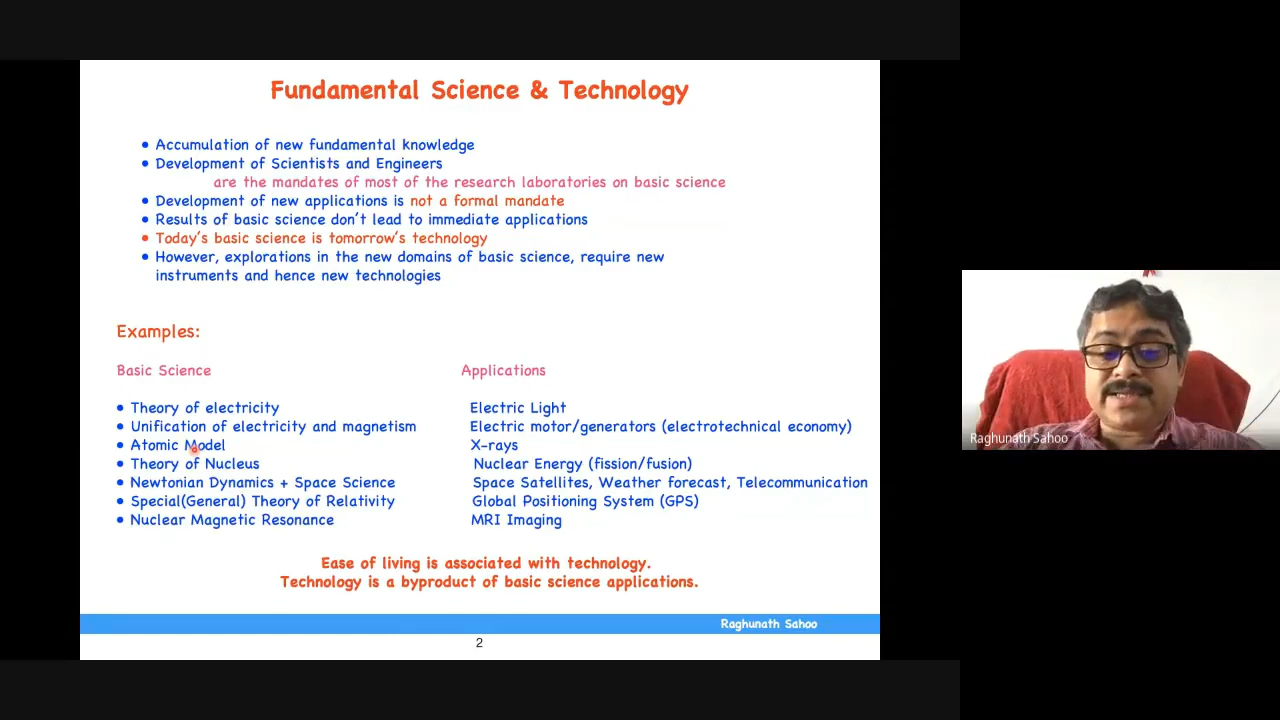 Fundamental Science & Technology
• Accumulation of new fundamental knowledge
• Development of Scientists and Engineers
are the mandates of most of the research laboratories on basic science
• Development of new applications is not a formal mandate
• Results of basic science don't lead to immediate applications
• Today's basic science is tomorrow's technology
• However, explorations in the new domains of basic science, require new
instruments and hence new technologies
Examples:
Basic Science Applications
• Theory of electricity Electric Light
• Unification of electricity and magnetism Electric motor/generators (electrotechnical economy)
• Atomic Model X-rays
• Theory of Nucleus Nuclear Energy (fission/fusion)
• Newtonian Dynamics + Space Science Space Satellites, Weather forecast, Telecommunication
• Special(General) Theory of Relativity Global Positioning System (GPS)
• Nuclear Magnetic Resonance MRI Imaging
Ease of living is associated with technology.
Technology is a byproduct of basic science applications.
Raghunath Sahoo
2
Raghunath Sahoo